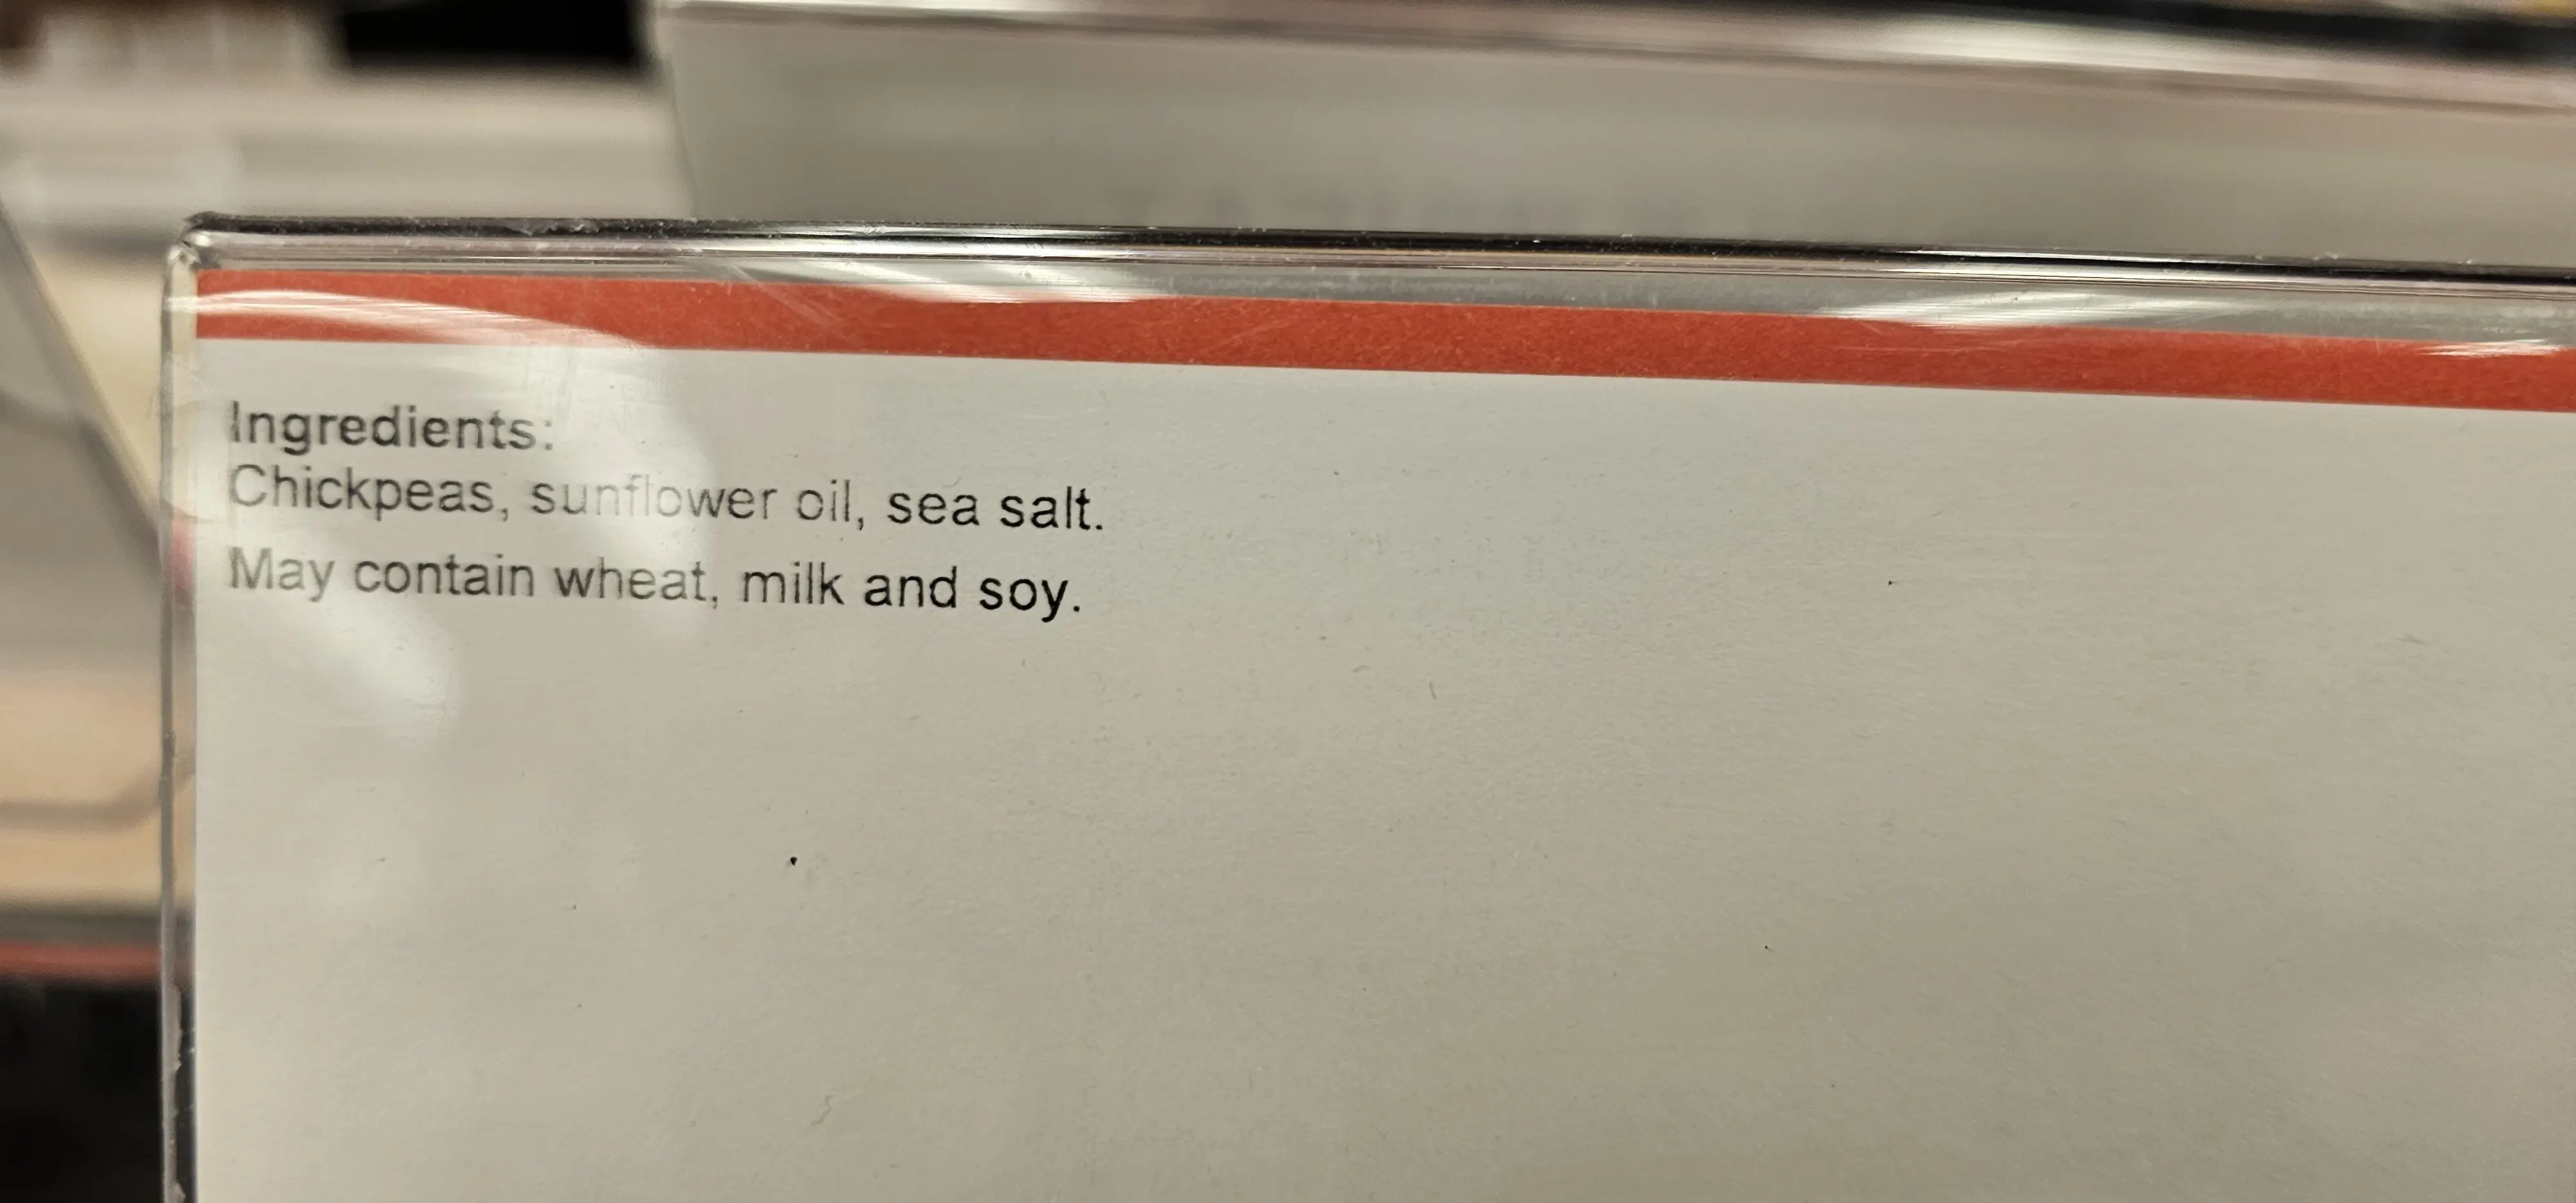 Ingredients:
Chickpeas, sunflower oil, sea salt.
May contain wheat, milk and soy.